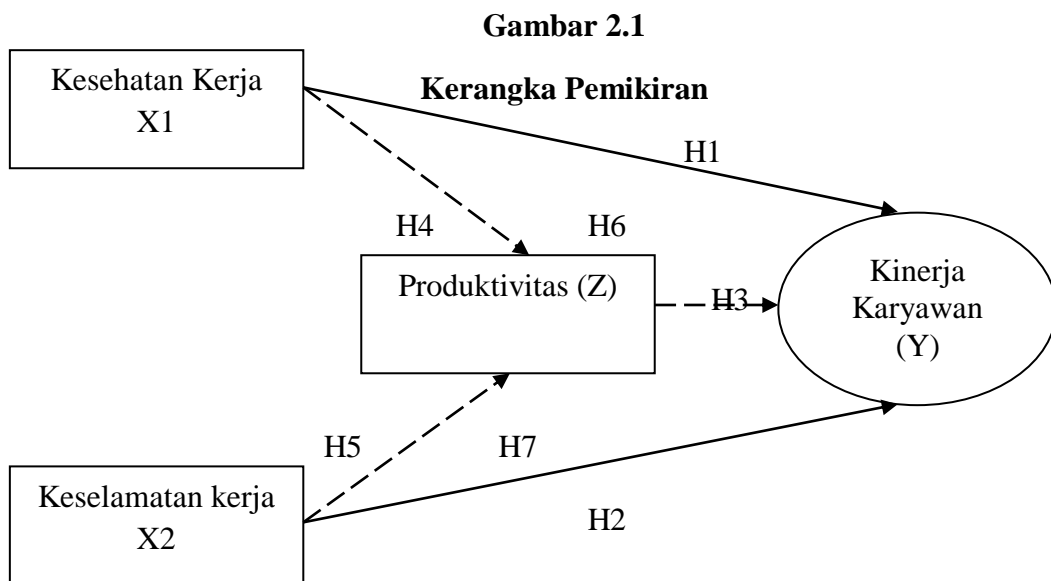 Gambar 2.1
Kerangka Pemikiran
Kesehatan Kerja
X1
H1
H4
H6
Produktivitas (Z)
H3
Kinerja
Karyawan
(Y)
H5
H7
Keselamatan kerja
X2
H2